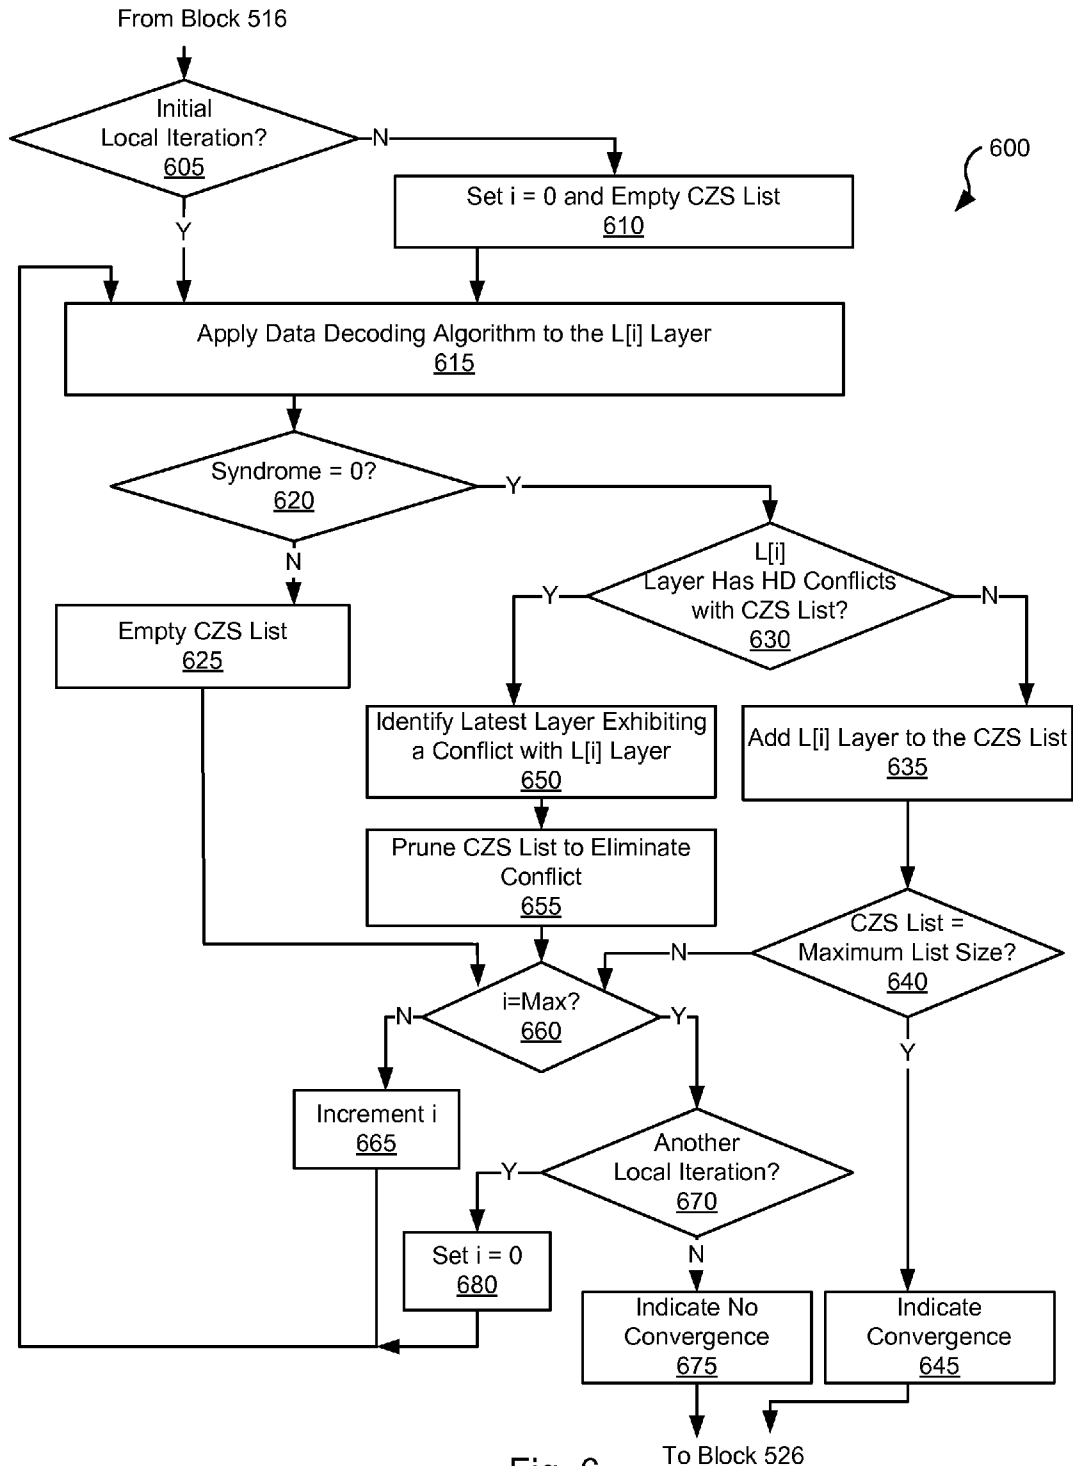 From Block 516
Initial
Local Iteration?
605
N
600
Set i = 0 and Empty CZS List
610
Y
Apply Data Decoding Algorithm to the L[i] Layer
615
Syndrome = 0?
620
Y
N
L[i]
Layer Has HD Conflicts
with CZS List?
630
Y
N
Empty CZS List
625
Identify Latest Layer Exhibiting
a Conflict with L[i] Layer
650
Add L[i] Layer to the CZS List
635
Prune CZS List to Eliminate
Conflict
655
CZS List =
Maximum List Size?
640
N
Y
i=Max?
660
N
Y
Increment i
665
Another
Local Iteration?
670
Y
N
Set i = 0
680
Indicate No
Convergence
675
Indicate
Convergence
645
To Block 526
Fig. 6